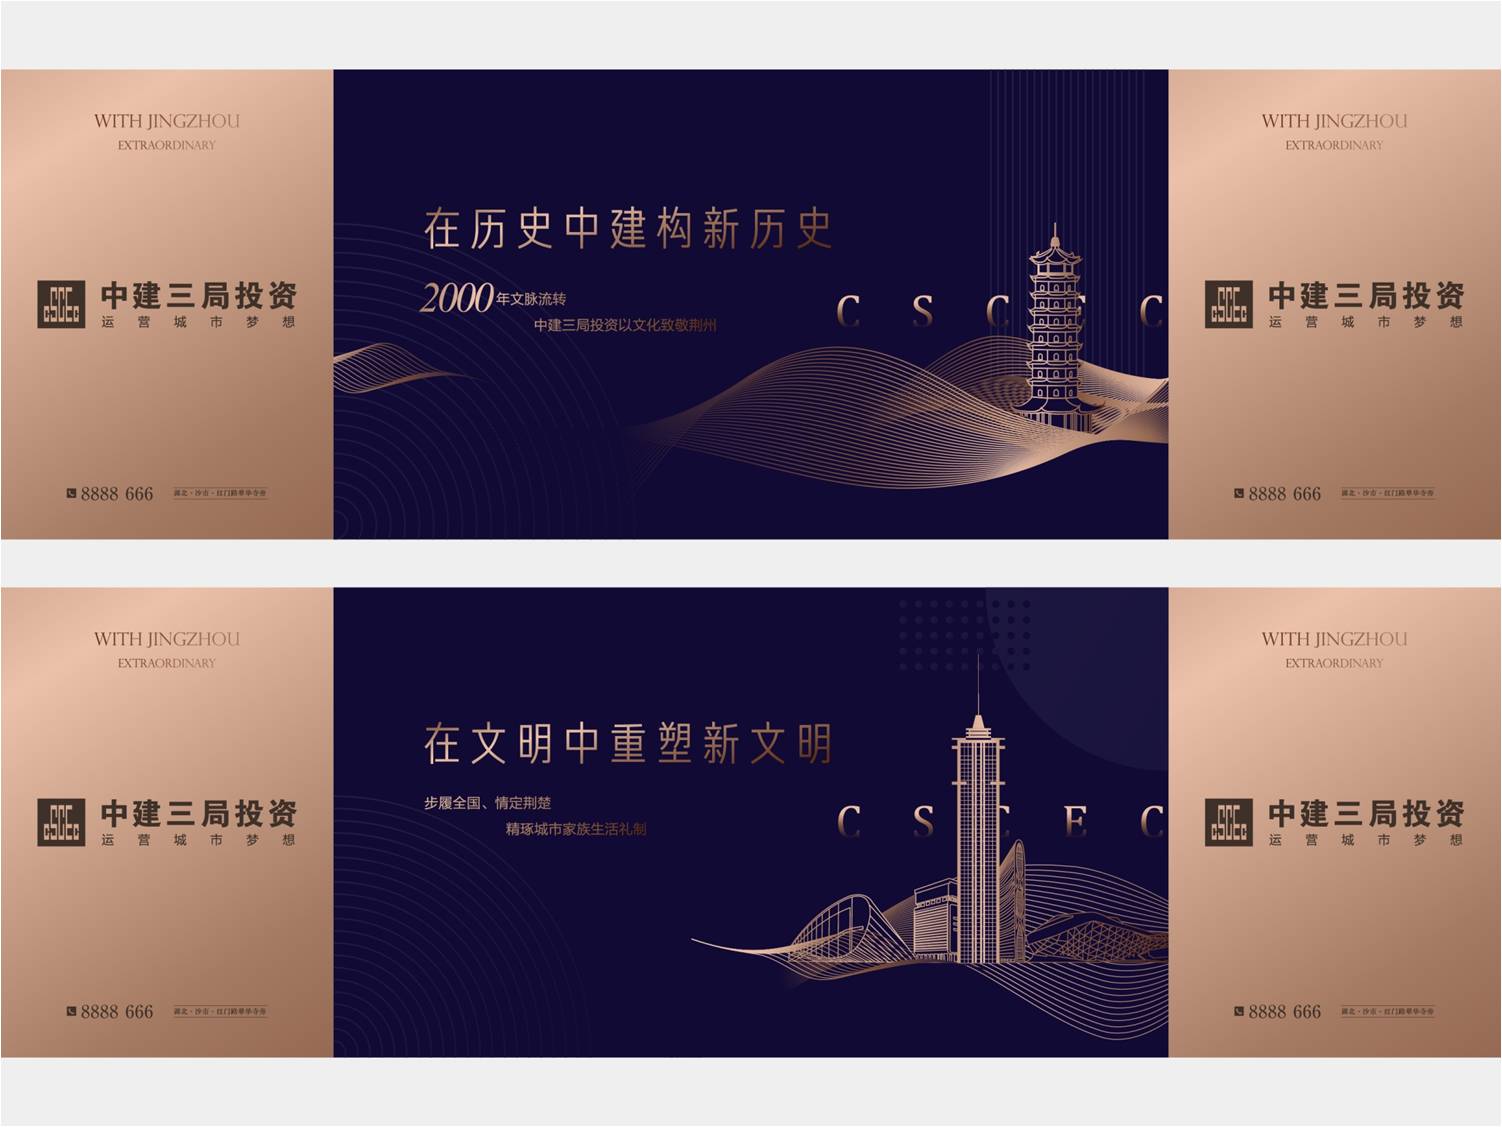 WITH JINGZHOU
EXTRAORDINARY
CSCEC
中建三局投资
运营城市梦想
8888 666
在历史中建构新历史
2000年文脉流转
中建三局投资以文化致敬荆州
C S C E C
WITH JINGZHOU
EXTRAORDINARY
CSCEC
中建三局投资
运营城市梦想
8888 666
WITH JINGZHOU
EXTRAORDINARY
CSCEC
中建三局投资
运营城市梦想
8888 666
在文明中重塑新文明
步履全国、情定荆楚
精琢城市家族生活礼制
C S C E C
WITH JINGZHOU
EXTRAORDINARY
CSCEC
中建三局投资
运营城市梦想
8888 666